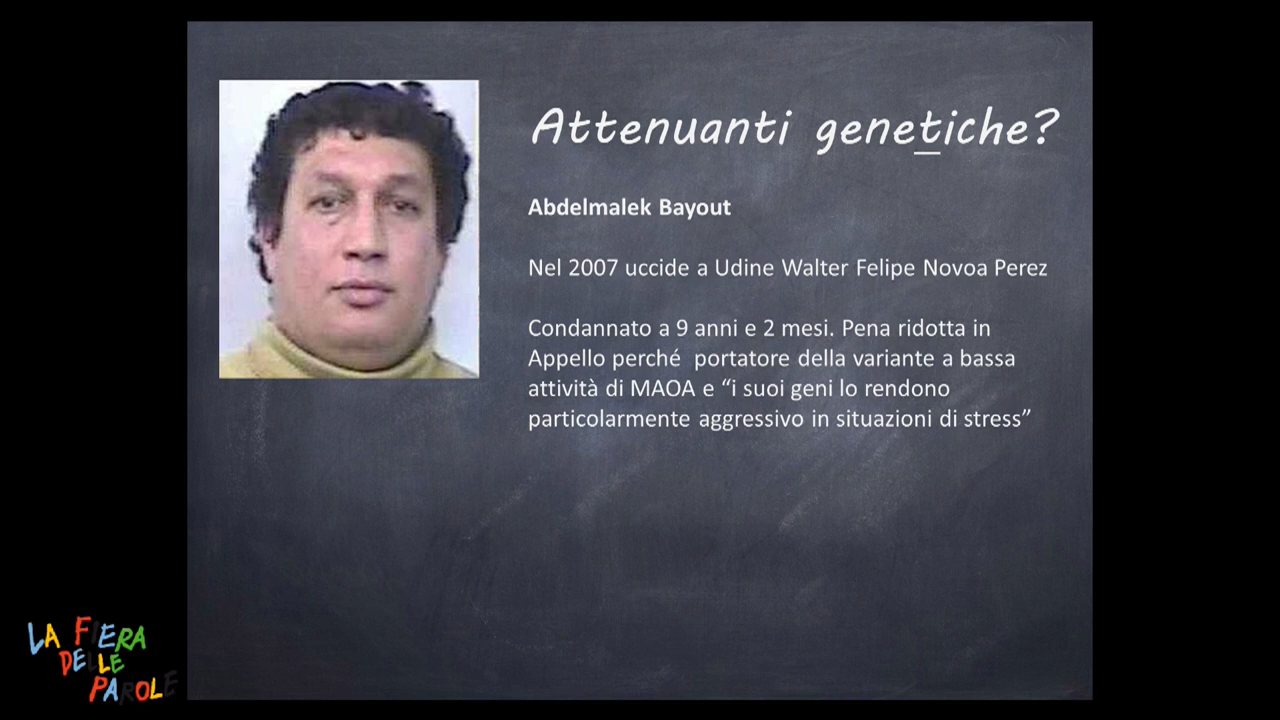 Attenuanti genetiche?
Abdelmalek Bayout
Nel 2007 uccide a Udine Walter Felipe Novoa Perez
Condannato a 9 anni e 2 mesi. Pena ridotta in
Appello perché portatore della variante a bassa
attività di MAOA e “i suoi geni lo rendono
particolarmente aggressivo in situazioni di stress”
LA FIERA
DELLE
PAROLE